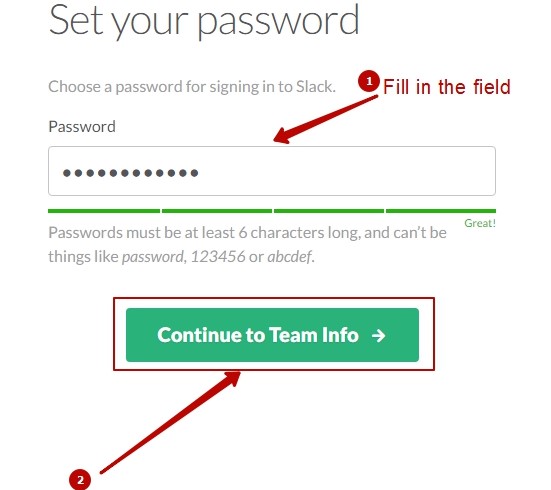 Set your password
Choose a password for signing in to Slack.
1 Fill in the field
Password
••••••••••••
Great!
Passwords must be at least 6 characters long, and can't be
things like password, 123456 or abcdef.
Continue to Team Info →
2